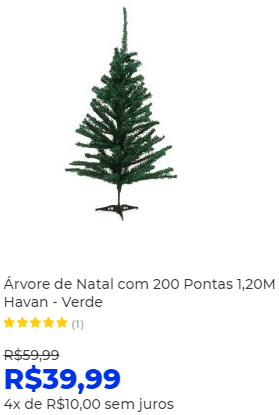 Árvore de Natal com 200 Pontas 1,20M
Havan - Verde
(1)
R$59,99
R$39,99
4x de R$10,00 sem juros